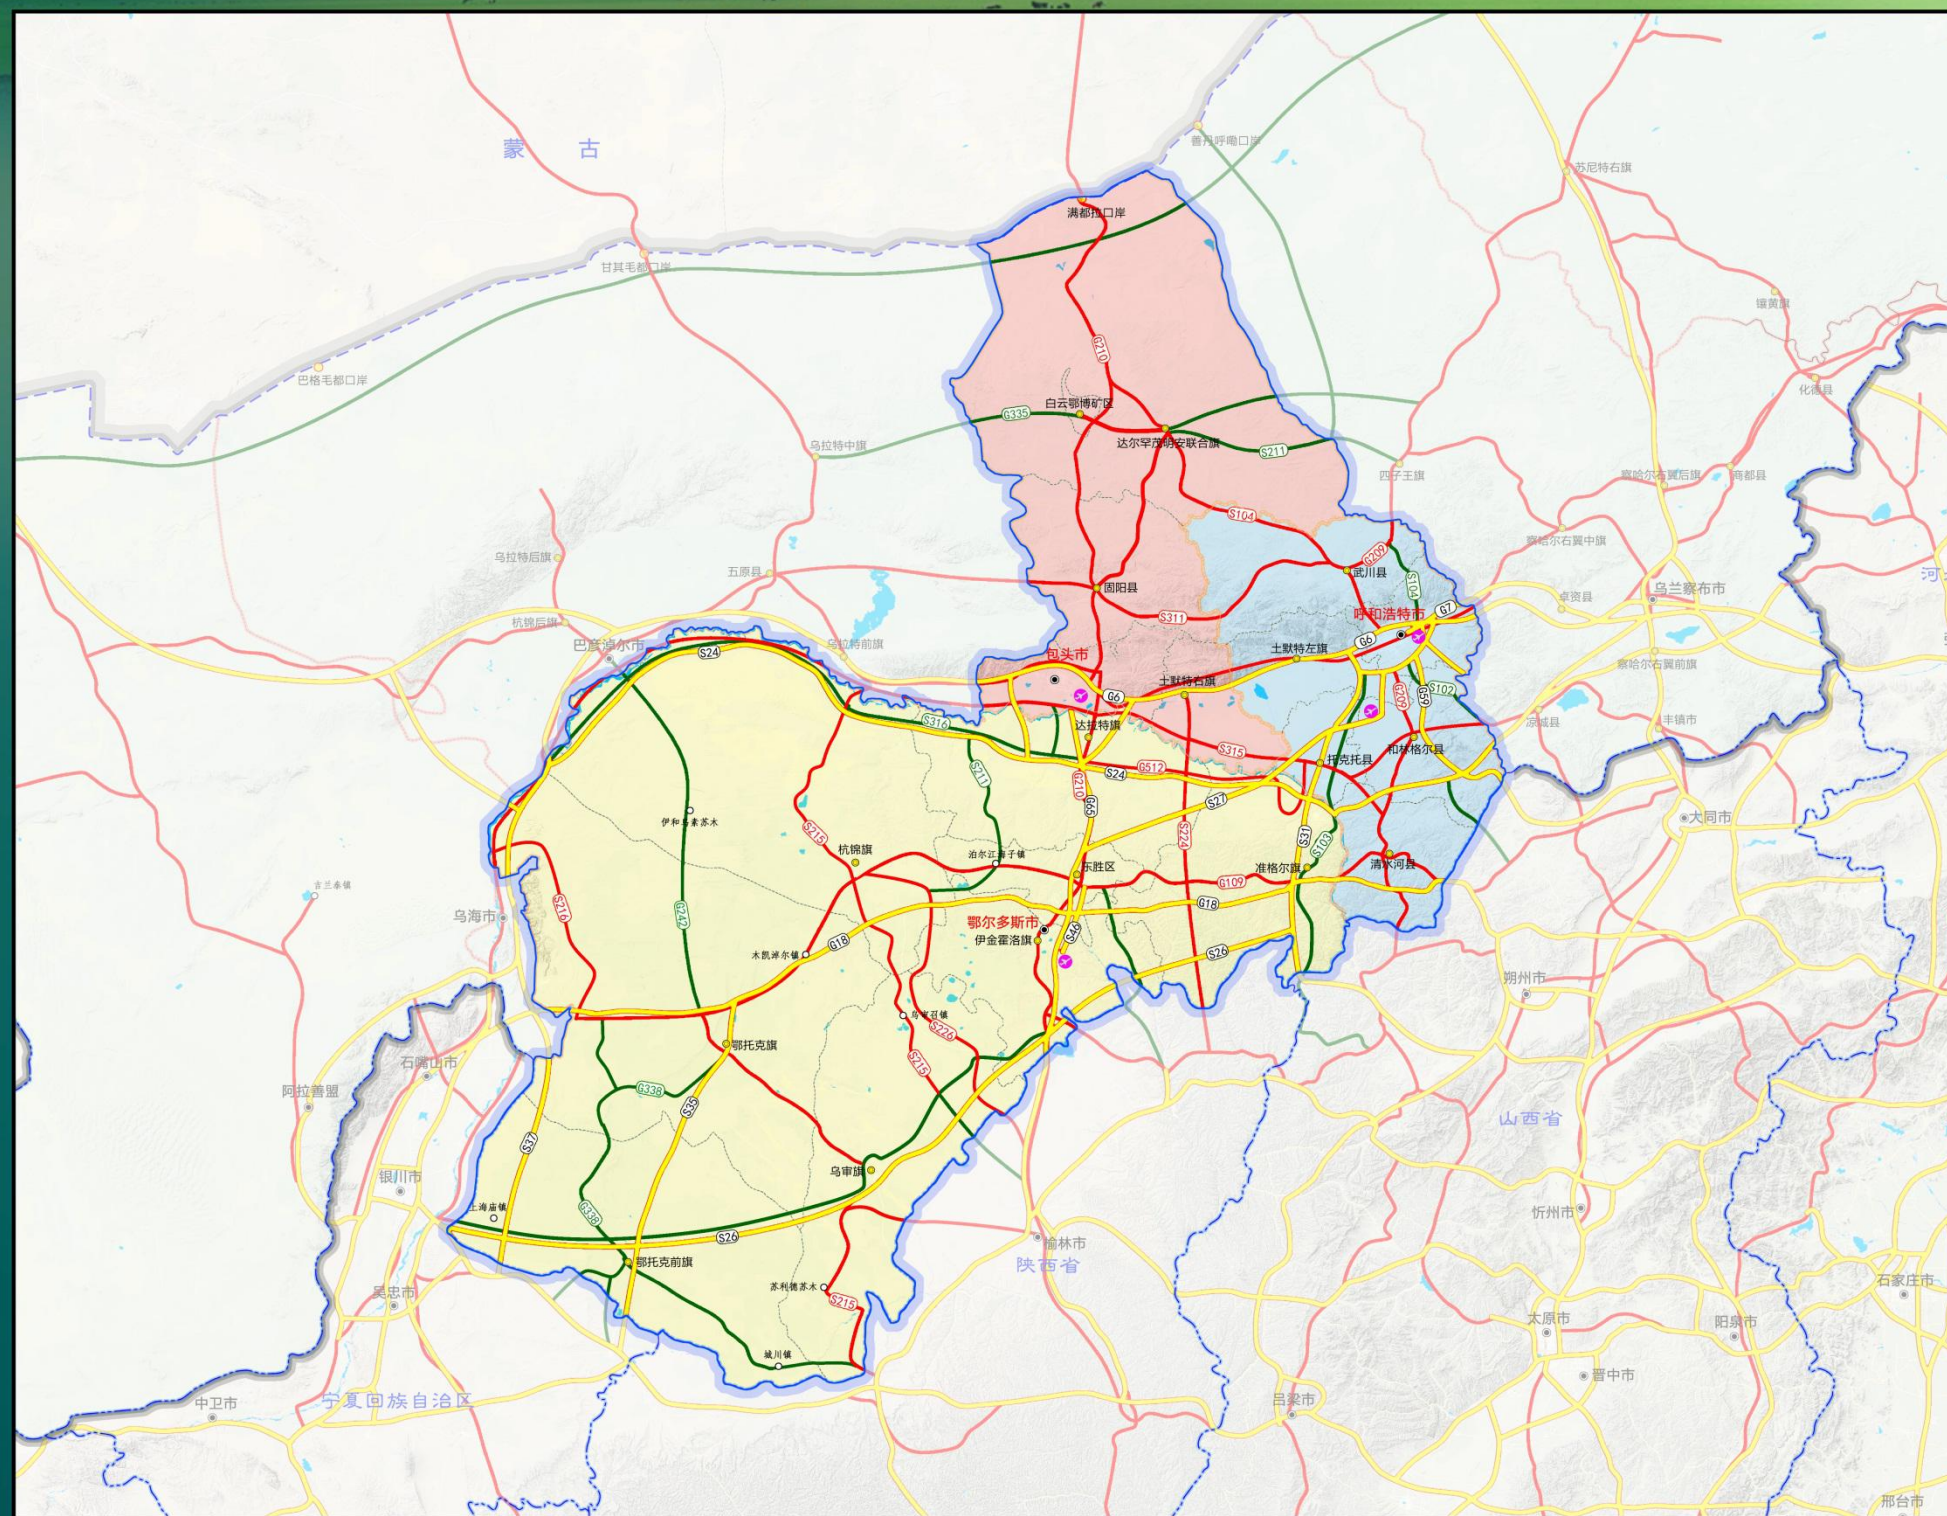 蒙 古
善丹呼嘞口岸
苏尼特右旗
满都拉口岸
甘其毛都口岸
镶黄旗
巴格毛都口岸
G210
化德县
白云鄂博矿区
G335
达尔罕茂明安联合旗
乌拉特中旗
S211
四子王旗
察哈尔右翼后旗
商都县
S104
察哈尔右翼中旗
乌拉特后旗
G209
五原县
武川县
固阳县
S104
河
乌兰察布市
卓资县
S311
呼和浩特市
G7
杭锦后旗
G6
巴彦淖尔市
乌拉特前旗
S24
包头市
土默特左旗
察哈尔右翼前旗
土默特右旗
S102
G6
G209
G59
S316
达拉特旗
凉城县
丰镇市
S315
和林格尔县
托克托县
S211
G512
S24
G210
G65
S27
伊和乌素苏木
大同市
S215
S224
S31
S103
杭锦旗
泊尔江海子镇
东胜区
准格尔旗
清水河县
吉兰泰镇
G109
S216
G242
乌海市
G18
鄂尔多斯市
S46
伊金霍洛旗
G18
木凯淖尔镇
S26
朔州市
乌审召镇
S226
鄂托克旗
石嘴山市
S215
阿拉善盟
G338
S35
山西省
S37
乌审旗
银川市
上海庙镇
G338
忻州市
S26
榆林市
鄂托克前旗
陕西省
石家庄市
苏利德苏木
吴忠市
S215
太原市
阳泉市
城川镇
晋中市
宁夏回族自治区
中卫市
吕梁市
邢台市